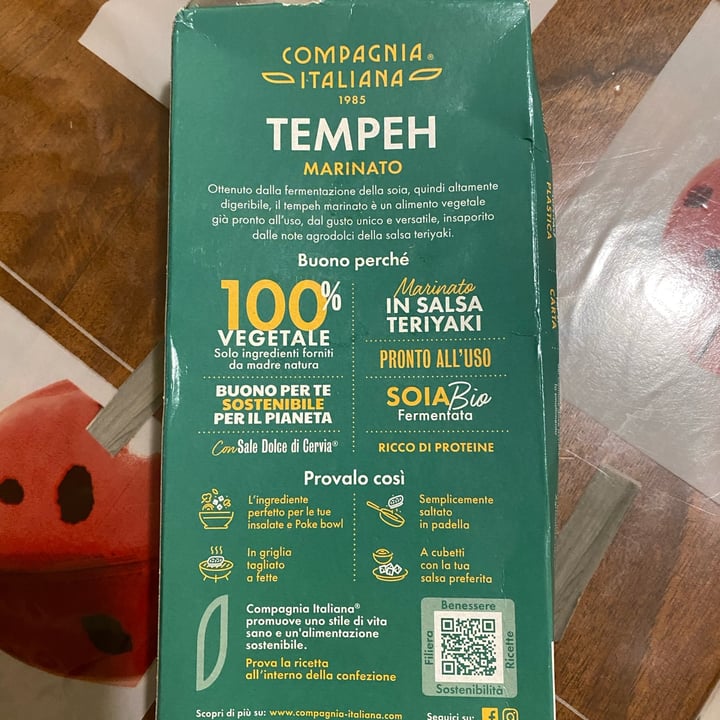 COMPAGNIA®
ITALIANA
1985
TEMPEH
MARINATO
Ottenuto dalla fermentazione della soia, quindi altamente
digeribile, il tempeh marinato è un alimento vegetale
già pronto all'uso, dal gusto unico e versatile, insaporito
dalle note agrodolci della salsa teriyaki.
Buono perché
100%
VEGETALE
Solo ingredienti forniti
da madre natura
BUONO PER TE
SOSTENIBILE
PER IL PIANETA
Con Sale Dolce di Cervia®
Marinato
IN SALSA
TERIYAKI
PRONTO ALL'USO
SOIA Bio
Fermentata
RICCO DI PROTEINE
Provalo così
L'ingrediente
perfetto per le tue
insalate e Poke bowl
Semplicemente
saltato
in padella
In griglia
tagliato
a fette
A cubetti
con la tua
salsa preferita
Compagnia Italiana®
promuove uno stile di vita
sano e un'alimentazione
sostenibile.
Prova la ricetta
all'interno della confezione
Benessere
Filiera
Ricette
Sostenibilità
Scopri di più su: www.compagnia-italiana.com
Seguici su:
PLASTICA
CARTA